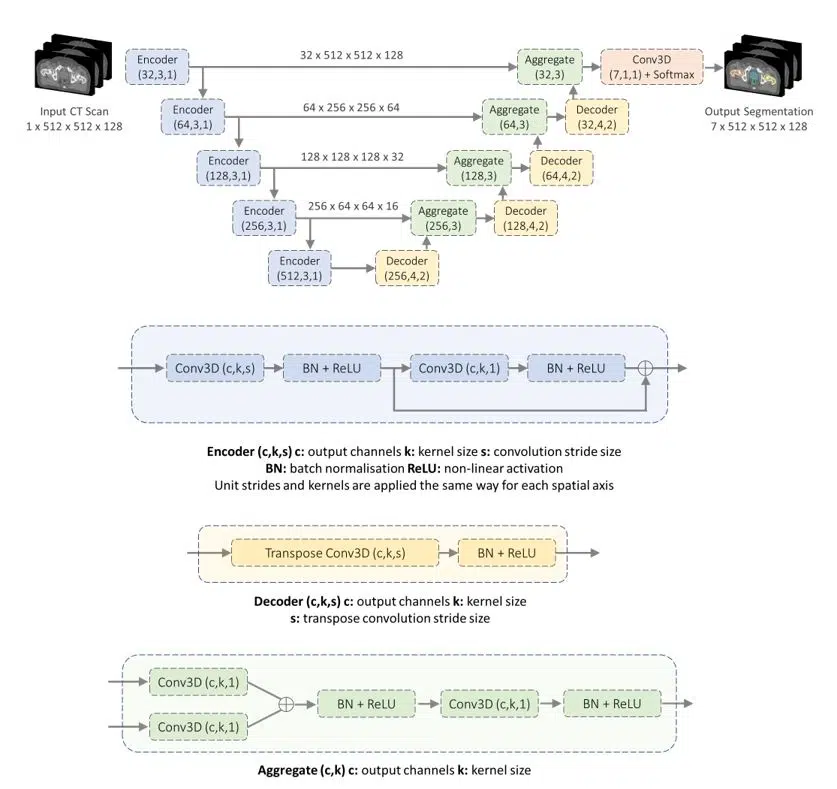 Encoder
(32,3,1)
32 x 512 x 512 x 128
Aggregate
(32,3)
Conv3D
(7,1,1) + Softmax
Input CT Scan
1 x 512 x 512 x 128
Encoder
(64,3,1)
64 x 256 x 256 x 64
Aggregate
(64,3)
Decoder
(32,4,2)
Output Segmentation
7 x 512 x 512 x 128
Encoder
(128,3,1)
128 x 128 x 128 x 32
Aggregate
(128,3)
Decoder
(64,4,2)
Encoder
(256,3,1)
256 x 64 x 64 x 16
Aggregate
(256,3)
Decoder
(128,4,2)
Encoder
(512,3,1)
Decoder
(256,4,2)
Conv3D (c,k,s)
BN + ReLU
Conv3D (c,k,1)
BN + ReLU
Encoder (c,k,s) c: output channels k: kernel size s: convolution stride size
BN: batch normalisation ReLU: non-linear activation
Unit strides and kernels are applied the same way for each spatial axis
Transpose Conv3D (c,k,s)
BN + ReLU
Decoder (c,k,s) c: output channels k: kernel size
s: transpose convolution stride size
Conv3D (c,k,1)
Conv3D (c,k,1)
BN + ReLU
Conv3D (c,k,1)
BN + ReLU
Aggregate (c,k) c: output channels k: kernel size